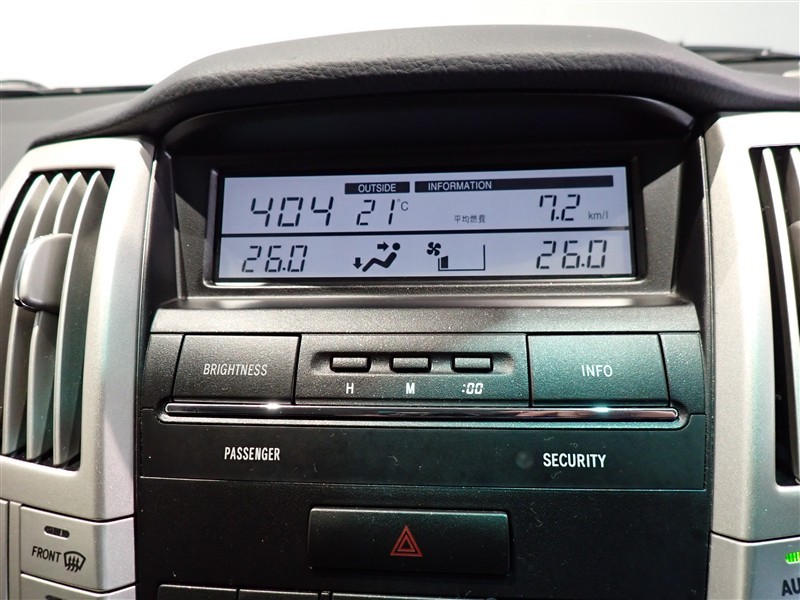 OUTSIDE INFORMATION
404 21°C 平均燃費 7.2 km/l
26.0 26.0
BRIGHTNESS H M :00 INFO
PASSENGER SECURITY
FRONT
AU